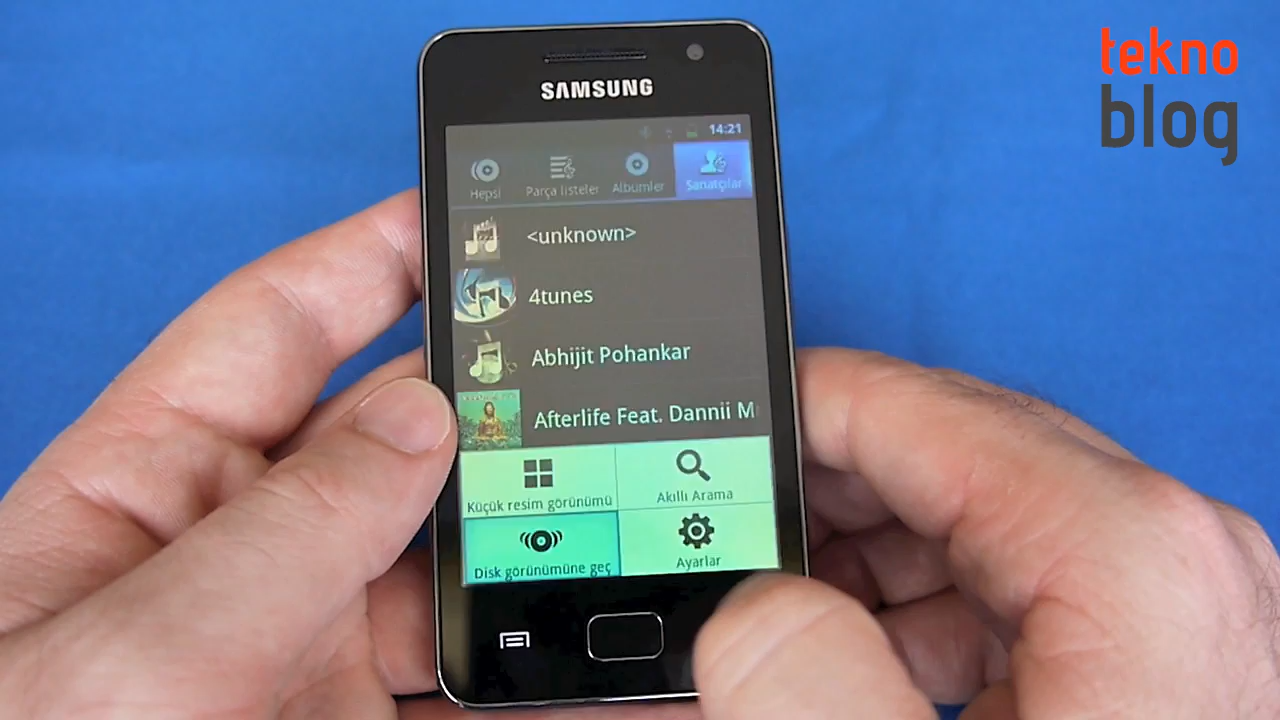 tekno
blog
SAMSUNG
14:21
Hepsi
Parça listeler
Albümler
Sanatçılar
<unknown>
4tunes
Abhijit Pohankar
Afterlife Feat. Dannii M
Küçük resim görünümü
Akıllı Arama
Disk görünümüne geç
Ayarlar